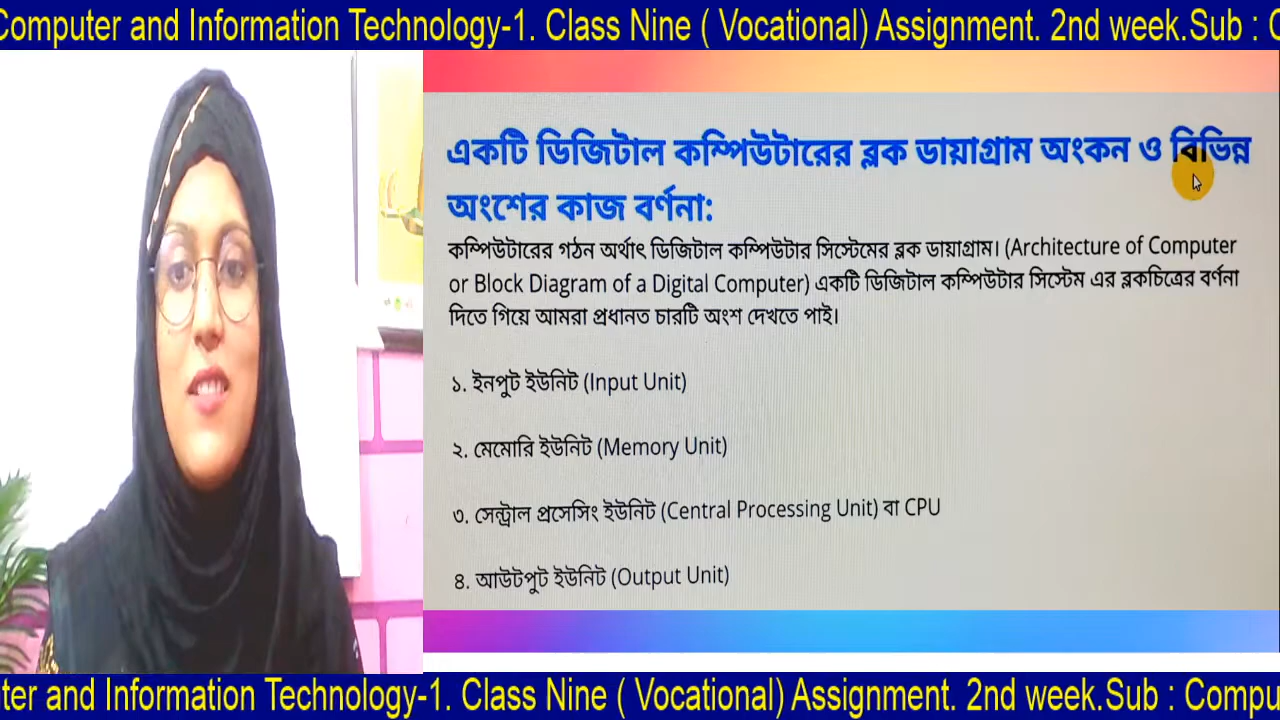 Computer and Information Technology-1. Class Nine ( Vocational) Assignment. 2nd week.Sub : C
একটি ডিজিটাল কম্পিউটারের ব্লক ডায়াগ্রাম অংকন ও বিভিন্ন
অংশের কাজ বর্ণনা:
কম্পিউটারের গঠন অর্থাৎ ডিজিটাল কম্পিউটার সিস্টেমের ব্লক ডায়াগ্রাম। (Architecture of Computer
or Block Diagram of a Digital Computer) একটি ডিজিটাল কম্পিউটার সিস্টেম এর ব্লকচিত্রের বর্ণনা
দিতে গিয়ে আমরা প্রধানত চারটি অংশ দেখতে পাই।
১. ইনপুট ইউনিট (Input Unit)
২. মেমোরি ইউনিট (Memory Unit)
৩. সেন্ট্রাল প্রসেসিং ইউনিট (Central Processing Unit) বা CPU
৪. আউটপুট ইউনিট (Output Unit)
ter and Information Technology-1. Class Nine ( Vocational) Assignment. 2nd week.Sub : Compu